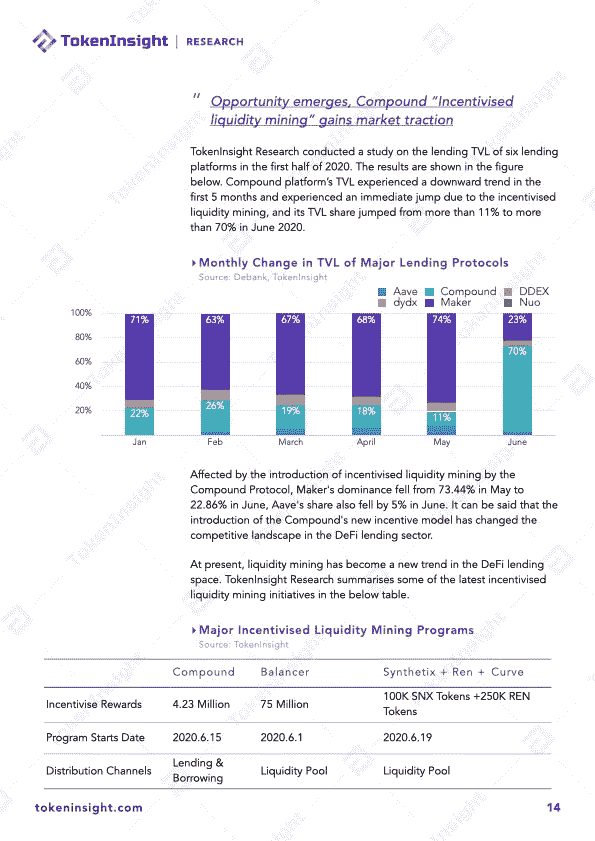 TokenInsight | RESEARCH
" Opportunity emerges, Compound “Incentivised
liquidity mining” gains market traction
TokenInsight Research conducted a study on the lending TVL of six lending
platforms in the first half of 2020. The results are shown in the figure
below. Compound platform’s TVL experienced a downward trend in the
first 5 months and experienced an immediate jump due to the incentivised
liquidity mining, and its TVL share jumped from more than 11% to more
than 70% in June 2020.
Monthly Change in TVL of Major Lending Protocols
Source: Debank, TokenInsight
Aave Compound DDEX
dydx Maker Nuo
100%
80%
60%
40%
20%
71% 63% 67% 68% 74% 23%
22% 26% 19% 18% 11% 70%
Jan Feb March April May June
Affected by the introduction of incentivised liquidity mining by the
Compound Protocol, Maker's dominance fell from 73.44% in May to
22.86% in June, Aave's share also fell by 5% in June. It can be said that the
introduction of the Compound's new incentive model has changed the
competitive landscape in the DeFi lending sector.
At present, liquidity mining has become a new trend in the DeFi lending
space. TokenInsight Research summarises some of the latest incentivised
liquidity mining initiatives in the below table.
Major Incentivised Liquidity Mining Programs
Source: TokenInsight
Compound Balancer Synthetix + Ren + Curve
Incentivise Rewards 4.23 Million 75 Million 100K SNX Tokens +250K REN
Tokens
Program Starts Date 2020.6.15 2020.6.1 2020.6.19
Distribution Channels Lending &
Borrowing Liquidity Pool Liquidity Pool
tokeninsight.com 14